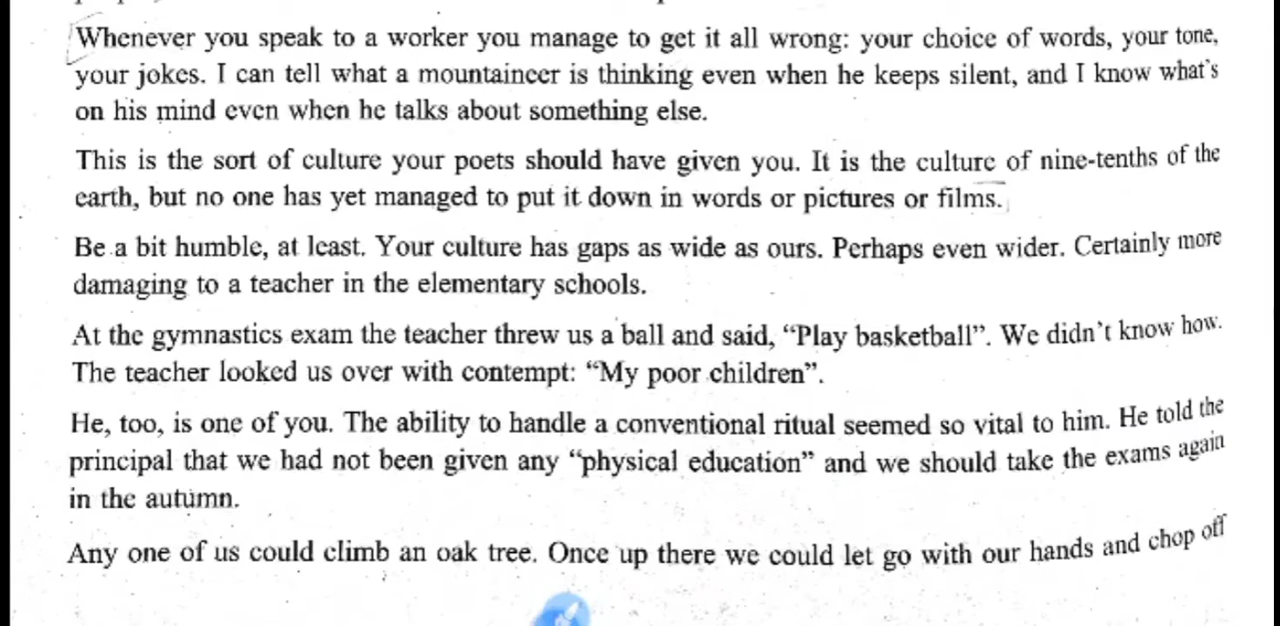 Whenever you speak to a worker you manage to get it all wrong: your choice of words, your tone,
your jokes. I can tell what a mountaineer is thinking even when he keeps silent, and I know what's
on his mind even when he talks about something else.
This is the sort of culture your poets should have given you. It is the culture of nine-tenths of the
earth, but no one has yet managed to put it down in words or pictures or films.
Be a bit humble, at least. Your culture has gaps as wide as ours. Perhaps even wider. Certainly more
damaging to a teacher in the elementary schools.
At the gymnastics exam the teacher threw us a ball and said, “Play basketball”. We didn't know how.
The teacher looked us over with contempt: “My poor children”.
He, too, is one of you. The ability to handle a conventional ritual seemed so vital to him. He told the
principal that we had not been given any “physical education” and we should take the exams again
in the autumn.
Any one of us could climb an oak tree. Once up there we could let go with our hands and chop off